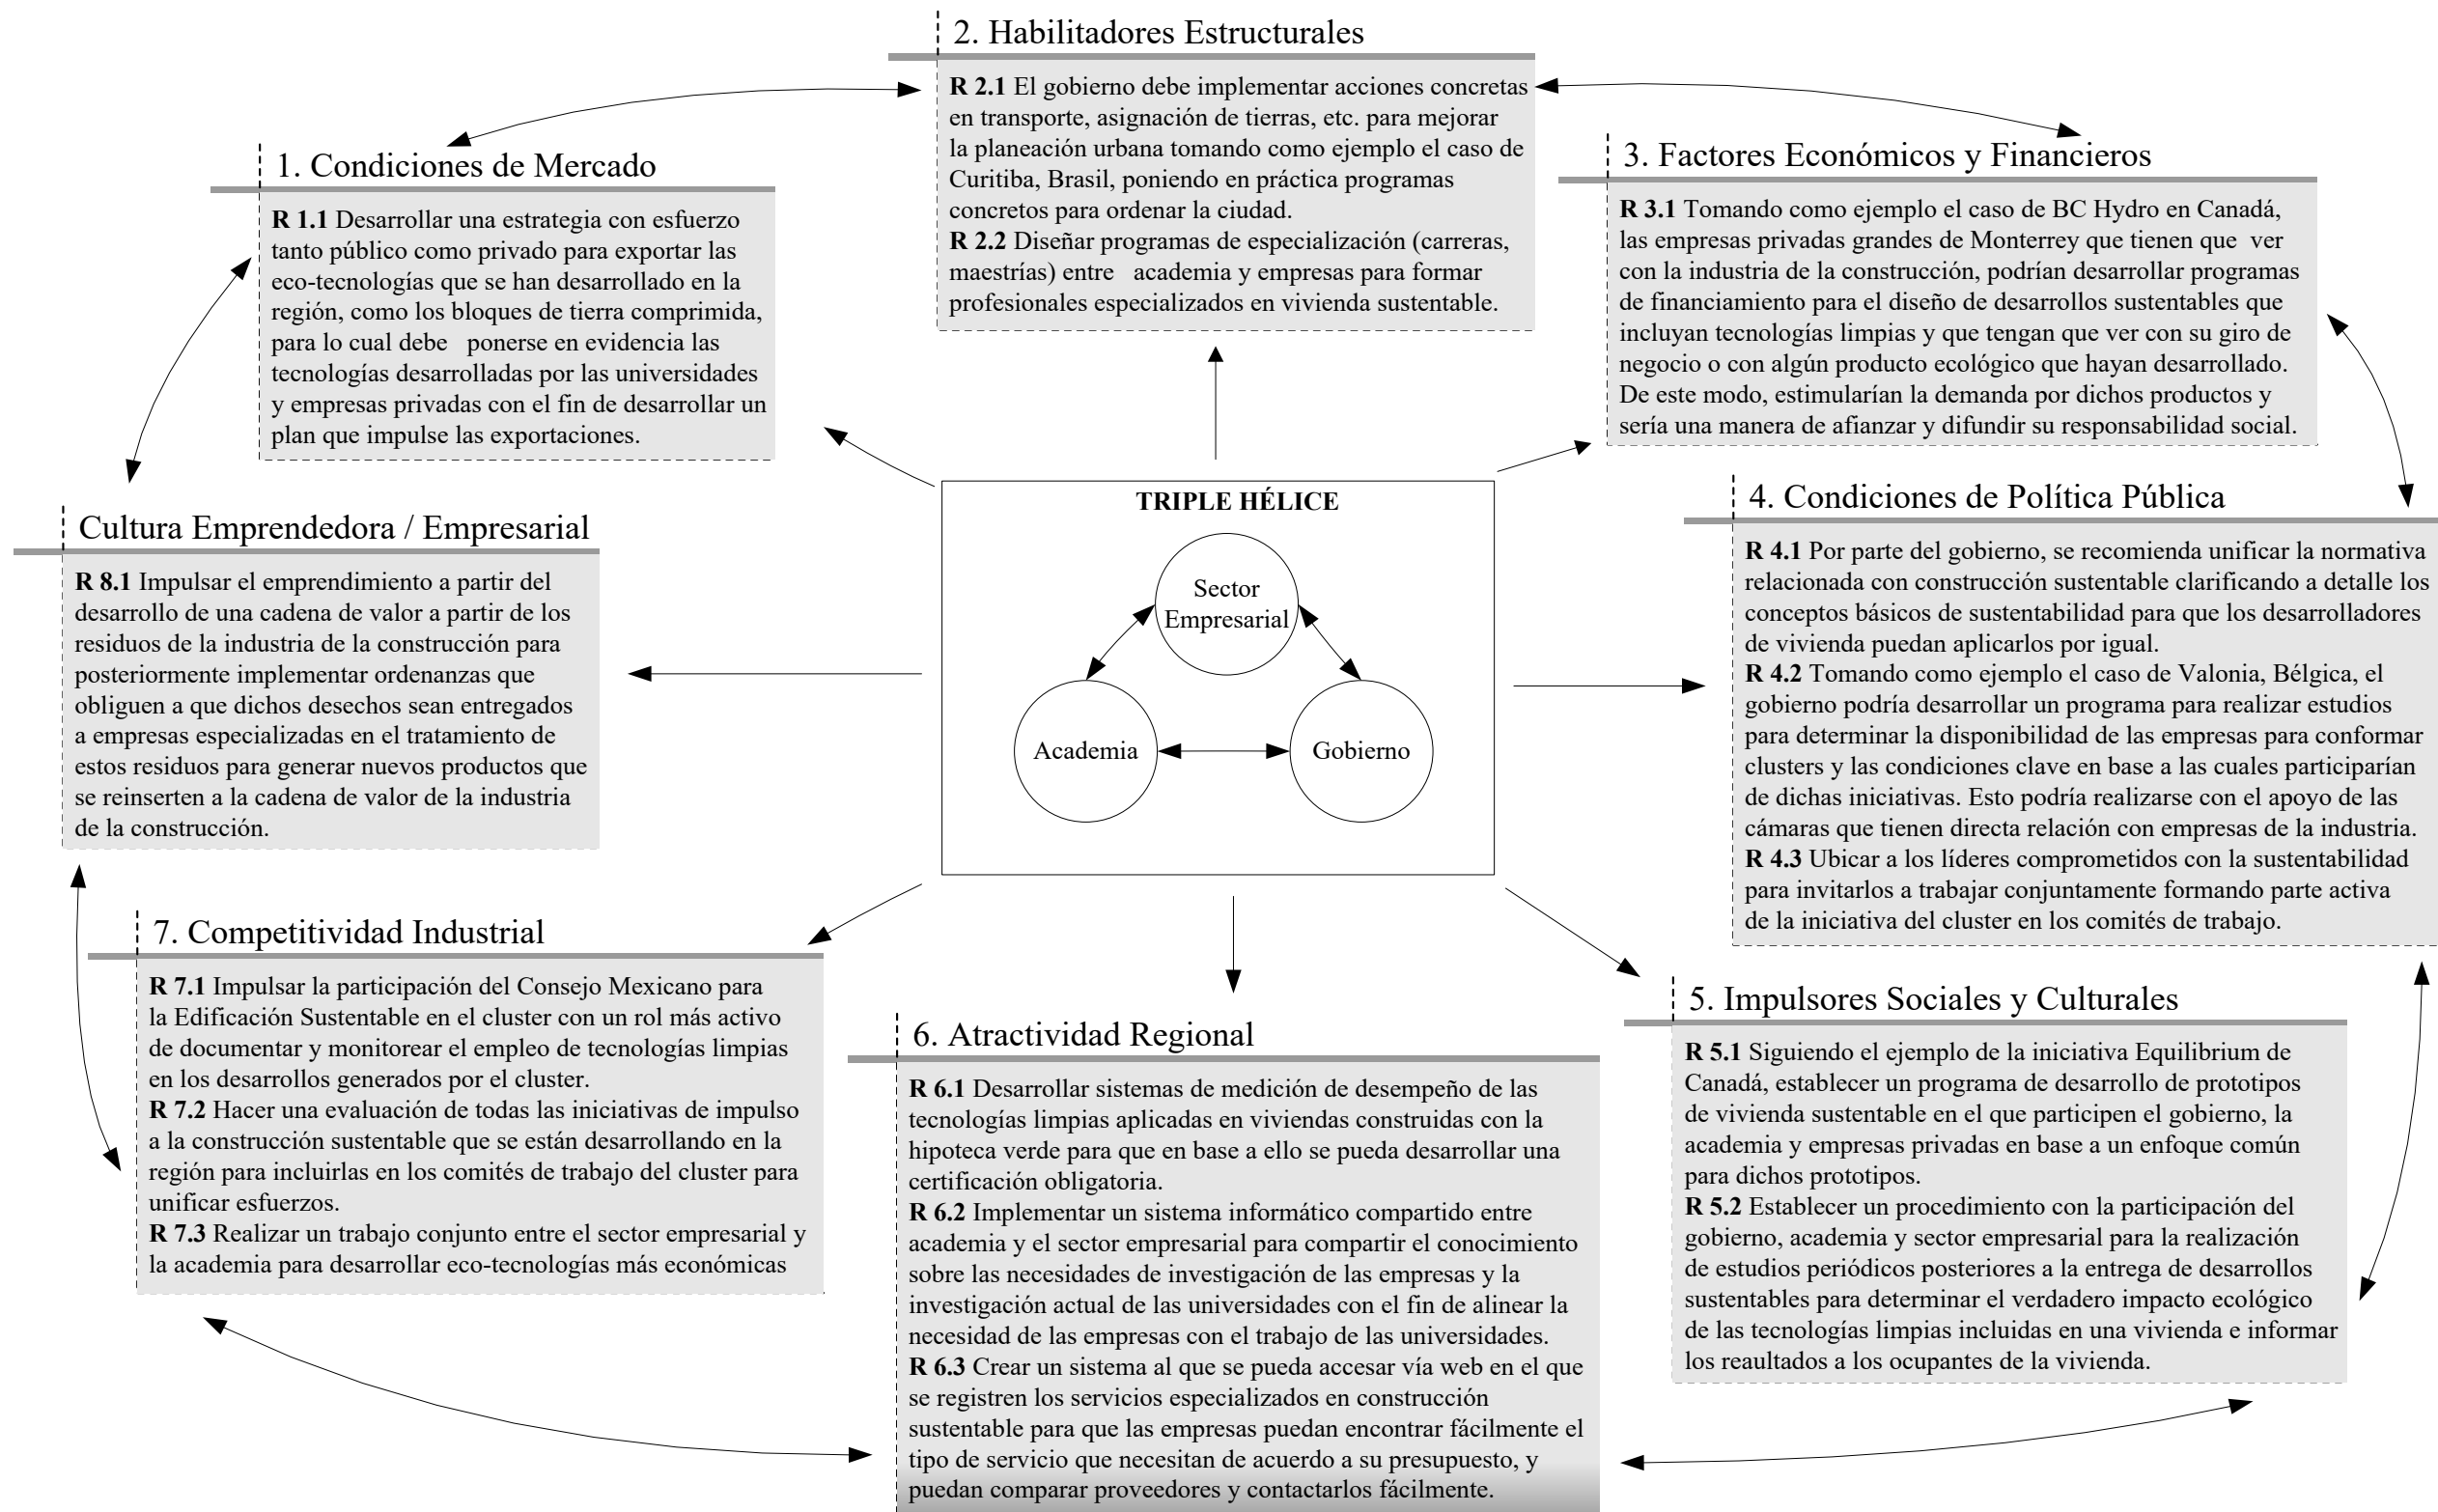 2. Habilitadores Estructurales
R 2.1 El gobierno debe implementar acciones concretas
en transporte, asignación de tierras, etc. para mejorar
la planeación urbana tomando como ejemplo el caso de
Curitiba, Brasil, poniendo en práctica programas
concretos para ordenar la ciudad.
R 2.2 Diseñar programas de especialización (carreras,
maestrías) entre academia y empresas para formar
profesionales especializados en vivienda sustentable.
1. Condiciones de Mercado
R 1.1 Desarrollar una estrategia con esfuerzo
tanto público como privado para exportar las
eco-tecnologías que se han desarrollado en la
región, como los bloques de tierra comprimida,
para lo cual debe ponerse en evidencia las
tecnologías desarrolladas por las universidades
y empresas privadas con el fin de desarrollar un
plan que impulse las exportaciones.
3. Factores Económicos y Financieros
R 3.1 Tomando como ejemplo el caso de BC Hydro en Canadá,
las empresas privadas grandes de Monterrey que tienen que ver
con la industria de la construcción, podrían desarrollar programas
de financiamiento para el diseño de desarrollos sustentables que
incluyan tecnologías limpias y que tengan que ver con su giro de
negocio o con algún producto ecológico que hayan desarrollado.
De este modo, estimularían la demanda por dichos productos y
sería una manera de afianzar y difundir su responsabilidad social.
Cultura Emprendedora / Empresarial
R 8.1 Impulsar el emprendimiento a partir del
desarrollo de una cadena de valor a partir de los
residuos de la industria de la construcción para
posteriormente implementar ordenanzas que
obliguen a que dichos desechos sean entregados
a empresas especializadas en el tratamiento de
estos residuos para generar nuevos productos que
se reinserten a la cadena de valor de la industria
de la construcción.
TRIPLE HÉLICE
Sector
Empresarial
Academia
Gobierno
4. Condiciones de Política Pública
R 4.1 Por parte del gobierno, se recomienda unificar la normativa
relacionada con construcción sustentable clarificando a detalle los
conceptos básicos de sustentabilidad para que los desarrolladores
de vivienda puedan aplicarlos por igual.
R 4.2 Tomando como ejemplo el caso de Valonia, Bélgica, el
gobierno podría desarrollar un programa para realizar estudios
para determinar la disponibilidad de las empresas para conformar
clusters y las condiciones clave en base a las cuales participarían
de dichas iniciativas. Esto podría realizarse con el apoyo de las
cámaras que tienen directa relación con empresas de la industria.
R 4.3 Ubicar a los líderes comprometidos con la sustentabilidad
para invitarlos a trabajar conjuntamente formando parte activa
de la iniciativa del cluster en los comités de trabajo.
7. Competitividad Industrial
R 7.1 Impulsar la participación del Consejo Mexicano para
la Edificación Sustentable en el cluster con un rol más activo
de documentar y monitorear el empleo de tecnologías limpias
en los desarrollos generados por el cluster.
R 7.2 Hacer una evaluación de todas las iniciativas de impulso
a la construcción sustentable que se están desarrollando en la
región para incluirlas en los comités de trabajo del cluster para
unificar esfuerzos.
R 7.3 Realizar un trabajo conjunto entre el sector empresarial y
la academia para desarrollar eco-tecnologías más económicas
6. Atractividad Regional
R 6.1 Desarrollar sistemas de medición de desempeño de las
tecnologías limpias aplicadas en viviendas construidas con la
hipoteca verde para que en base a ello se pueda desarrollar una
certificación obligatoria.
R 6.2 Implementar un sistema informático compartido entre
academia y el sector empresarial para compartir el conocimiento
sobre las necesidades de investigación de las empresas y la
investigación actual de las universidades con el fin de alinear la
necesidad de las empresas con el trabajo de las universidades.
R 6.3 Crear un sistema al que se pueda accesar vía web en el que
se registren los servicios especializados en construcción
sustentable para que las empresas puedan encontrar fácilmente el
tipo de servicio que necesitan de acuerdo a su presupuesto, y
puedan comparar proveedores y contactarlos fácilmente.
5. Impulsores Sociales y Culturales
R 5.1 Siguiendo el ejemplo de la iniciativa Equilibrium de
Canadá, establecer un programa de desarrollo de prototipos
de vivienda sustentable en el que participen el gobierno, la
academia y empresas privadas en base a un enfoque común
para dichos prototipos.
R 5.2 Establecer un procedimiento con la participación del
gobierno, academia y sector empresarial para la realización
de estudios periódicos posteriores a la entrega de desarrollos
sustentables para determinar el verdadero impacto ecológico
de las tecnologías limpias incluidas en una vivienda e informar
los reaultados a los ocupantes de la vivienda.